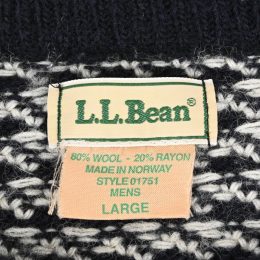 L.L.Bean®
80% WOOL - 20% RAYON
MADE IN NORWAY
STYLE 01751
MENS
LARGE